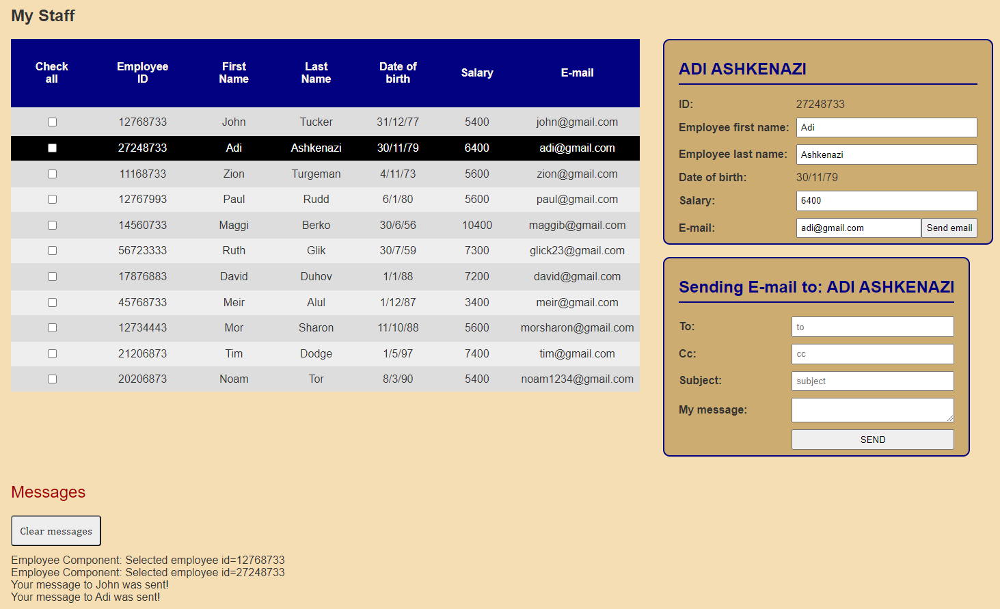 My Staff
Check all Employee ID First Name Last Name Date of birth Salary E-mail
12768733 John Tucker 31/12/77 5400 john@gmail.com
27248733 Adi Ashkenazi 30/11/79 6400 adi@gmail.com
11168733 Zion Turgeman 4/11/73 5600 zion@gmail.com
12767993 Paul Rudd 6/1/80 5600 paul@gmail.com
14560733 Maggi Berko 30/6/56 10400 maggib@gmail.com
56723333 Ruth Glik 30/7/59 7300 glick23@gmail.com
17876883 David Duhov 1/1/88 7200 david@gmail.com
45768733 Meir Alul 1/12/87 3400 meir@gmail.com
12734443 Mor Sharon 11/10/88 5600 morsharon@gmail.com
21206873 Tim Dodge 1/5/97 7400 tim@gmail.com
20206873 Noam Tor 8/3/90 5400 noam1234@gmail.com
ADI ASHKENAZI
ID: 27248733
Employee first name: Adi
Employee last name: Ashkenazi
Date of birth: 30/11/79
Salary: 6400
E-mail: adi@gmail.com Send email
Sending E-mail to: ADI ASHKENAZI
To: to
Cc: cc
Subject: subject
My message:
SEND
Messages
Clear messages
Employee Component: Selected employee id=12768733
Employee Component: Selected employee id=27248733
Your message to John was sent!
Your message to Adi was sent!